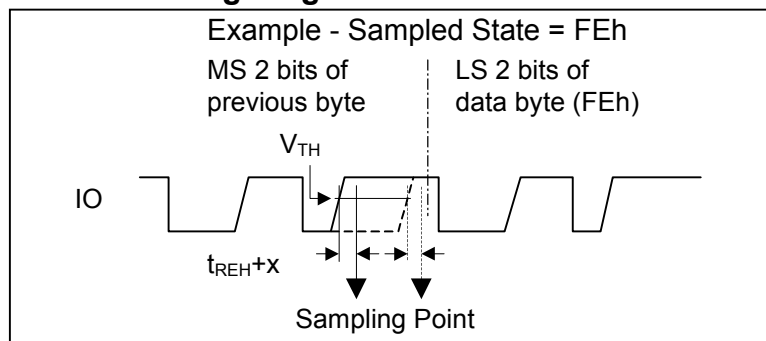 Example - Sampled State = FEh
MS 2 bits of
previous byte
LS 2 bits of
data byte (FEh)
VTH
IO
tREH+x
Sampling Point